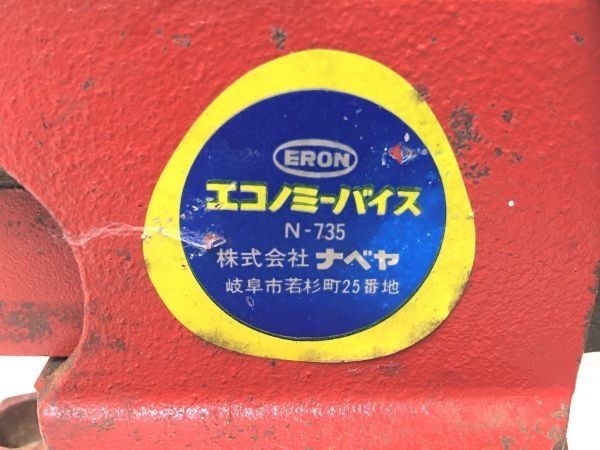 ERON
エコノミーバイス
N-735
株式会社 ナベヤ
岐阜市若杉町25番地